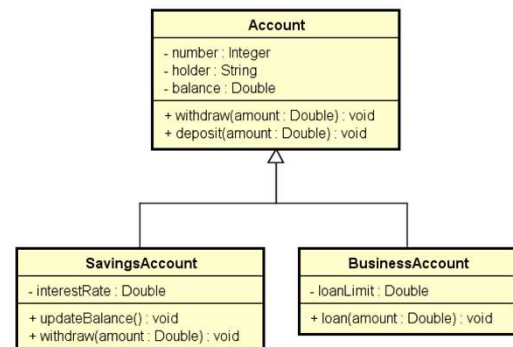 Account
- number : Integer
- holder : String
- balance : Double
+ withdraw(amount : Double) : void
+ deposit(amount : Double) : void
SavingsAccount
- interestRate : Double
+ updateBalance() : void
+ withdraw(amount : Double) : void
BusinessAccount
- loanLimit : Double
+ loan(amount : Double) : void